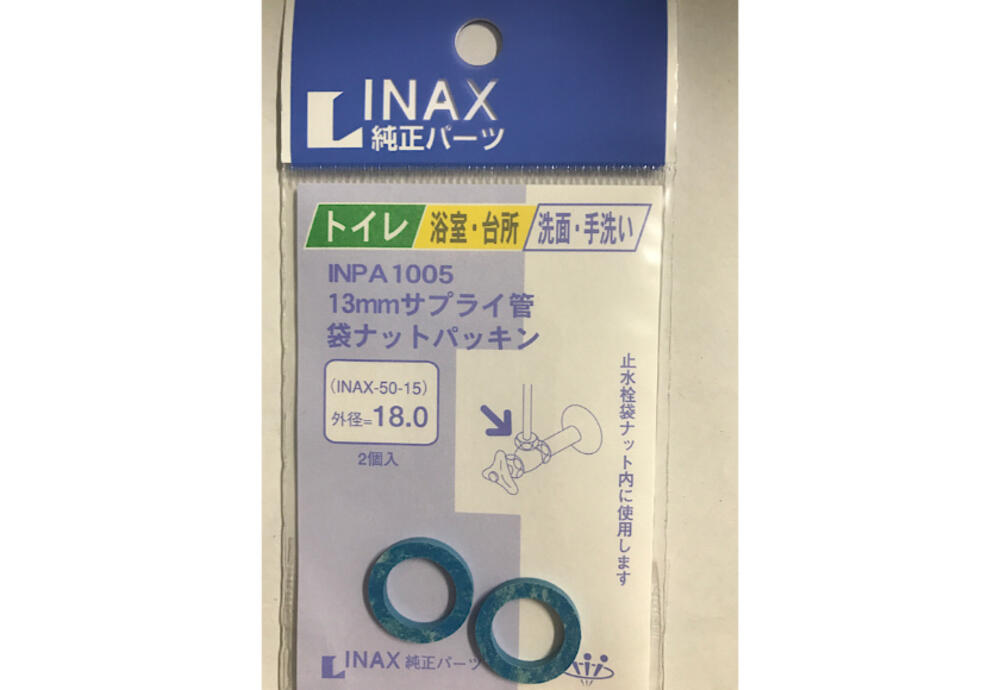 INAX
純正パーツ
トイレ 浴室・台所 洗面・手洗い
INPA1005
13mmサプライ管
袋ナットパッキン
(INAX-50-15)
外径=18.0
2個入
止水栓袋ナット内に使用します
INAX 純正パーツ